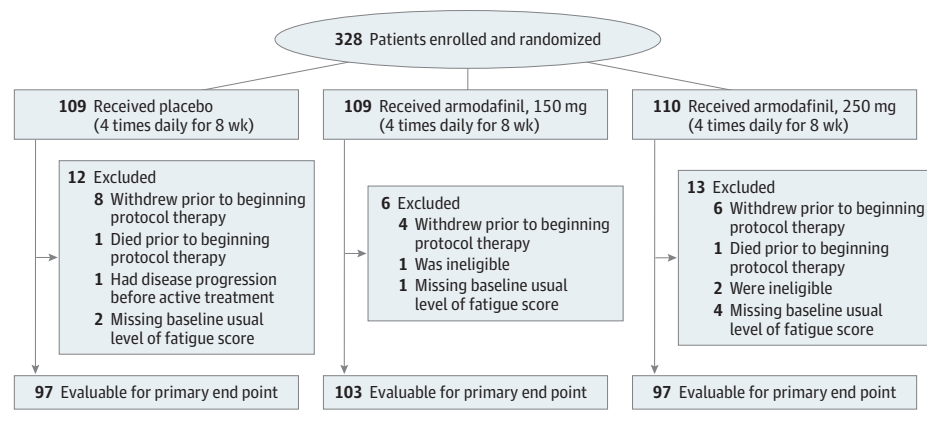 328 Patients enrolled and randomized
109 Received placebo
(4 times daily for 8 wk)
109 Received armodafinil, 150 mg
(4 times daily for 8 wk)
110 Received armodafinil, 250 mg
(4 times daily for 8 wk)
12 Excluded
8 Withdrew prior to beginning
protocol therapy
1 Died prior to beginning
protocol therapy
1 Had disease progression
before active treatment
2 Missing baseline usual
level of fatigue score
6 Excluded
4 Withdrew prior to beginning
protocol therapy
1 Was ineligible
1 Missing baseline usual
level of fatigue score
13 Excluded
6 Withdrew prior to beginning
protocol therapy
1 Died prior to beginning
protocol therapy
2 Were ineligible
4 Missing baseline usual
level of fatigue score
97 Evaluable for primary end point
103 Evaluable for primary end point
97 Evaluable for primary end point